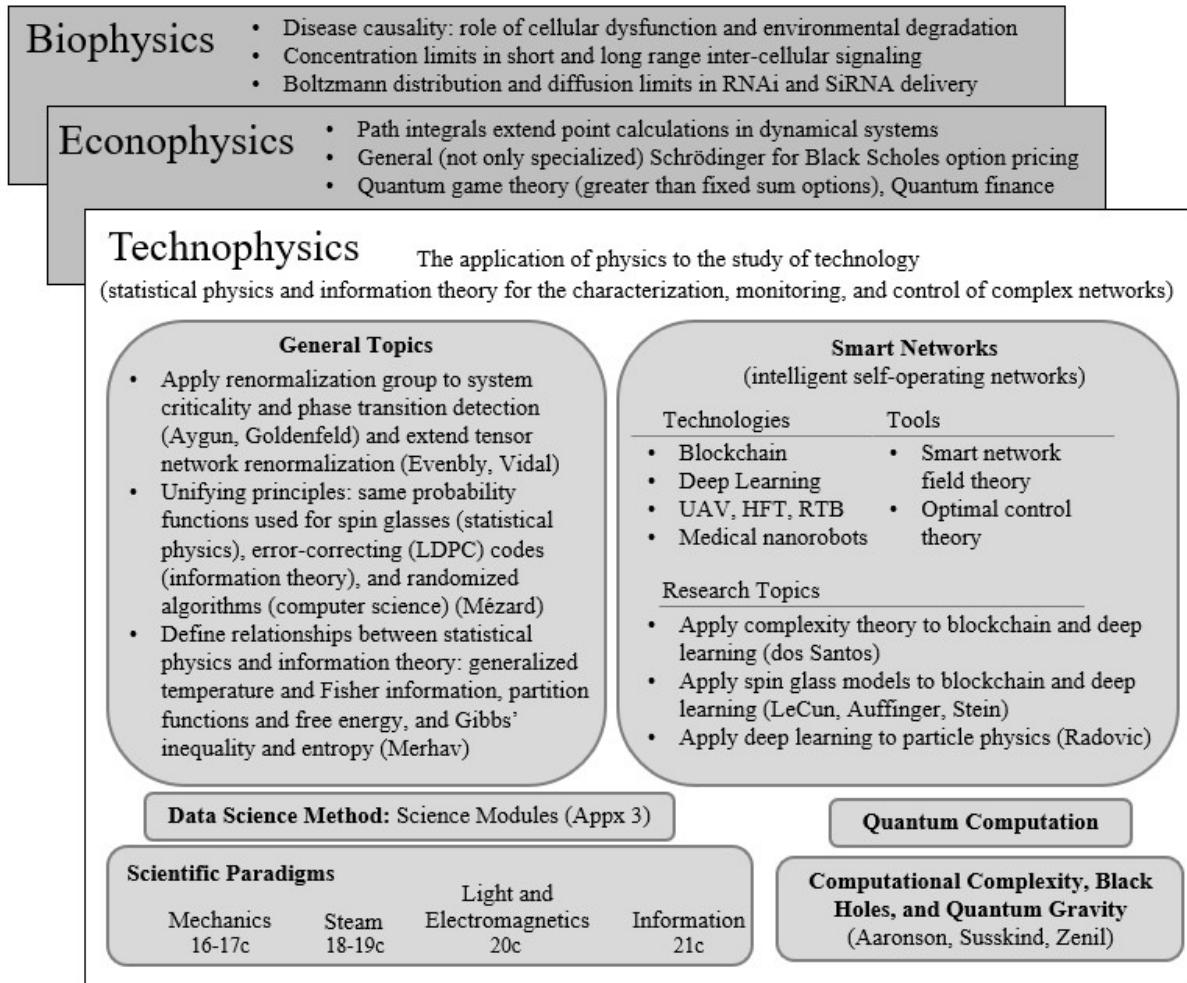 Biophysics
• Disease causality: role of cellular dysfunction and environmental degradation
• Concentration limits in short and long range inter-cellular signaling
• Boltzmann distribution and diffusion limits in RNAi and SiRNA delivery
Econophysics
• Path integrals extend point calculations in dynamical systems
• General (not only specialized) Schrödinger for Black Scholes option pricing
• Quantum game theory (greater than fixed sum options), Quantum finance
Technophysics
The application of physics to the study of technology
(statistical physics and information theory for the characterization, monitoring, and control of complex networks)
General Topics
• Apply renormalization group to system
criticality and phase transition detection
(Aygun, Goldenfeld) and extend tensor
network renormalization (Evenbly, Vidal)
• Unifying principles: same probability
functions used for spin glasses (statistical
physics), error-correcting (LDPC) codes
(information theory), and randomized
algorithms (computer science) (Mézard)
• Define relationships between statistical
physics and information theory: generalized
temperature and Fisher information, partition
functions and free energy, and Gibbs’
inequality and entropy (Merhav)
Smart Networks
(intelligent self-operating networks)
Technologies
• Blockchain
• Deep Learning
• UAV, HFT, RTB
• Medical nanorobots
Tools
• Smart network
field theory
• Optimal control
theory
Research Topics
• Apply complexity theory to blockchain and deep
learning (dos Santos)
• Apply spin glass models to blockchain and deep
learning (LeCun, Auffinger, Stein)
• Apply deep learning to particle physics (Radovic)
Data Science Method: Science Modules (Appx 3)
Quantum Computation
Scientific Paradigms
Mechanics
16-17c
Steam
18-19c
Light and
Electromagnetics
20c
Information
21c
Computational Complexity, Black
Holes, and Quantum Gravity
(Aaronson, Susskind, Zenil)